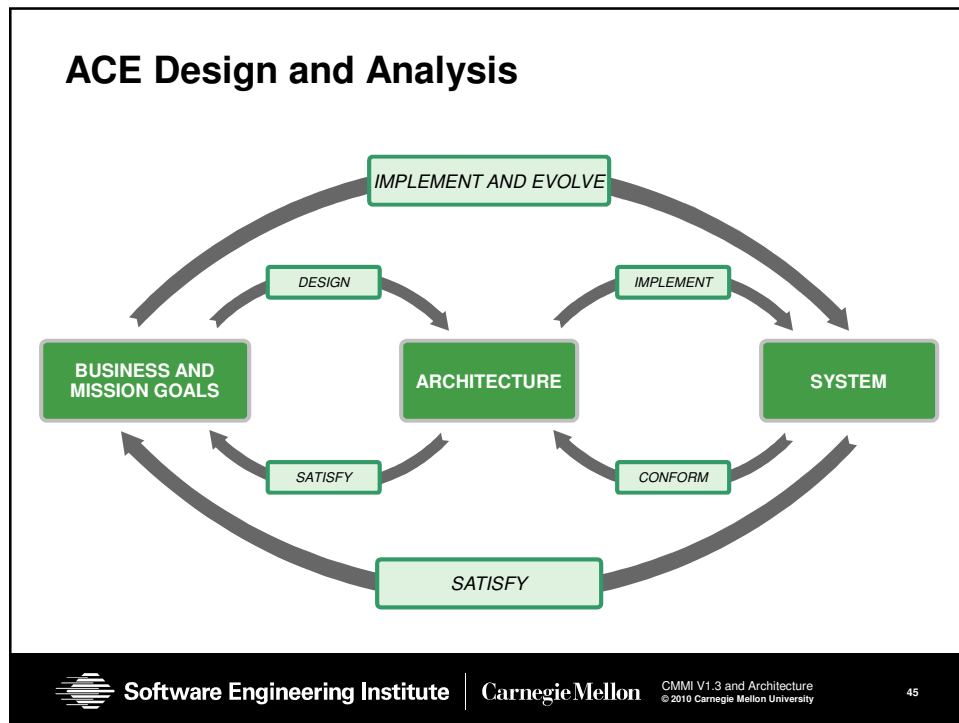 ACE Design and Analysis
IMPLEMENT AND EVOLVE
DESIGN
IMPLEMENT
BUSINESS AND
MISSION GOALS
ARCHITECTURE
SYSTEM
SATISFY
CONFORM
SATISFY
Software Engineering Institute
Carnegie Mellon
CMMI V1.3 and Architecture
© 2010 Carnegie Mellon University
45